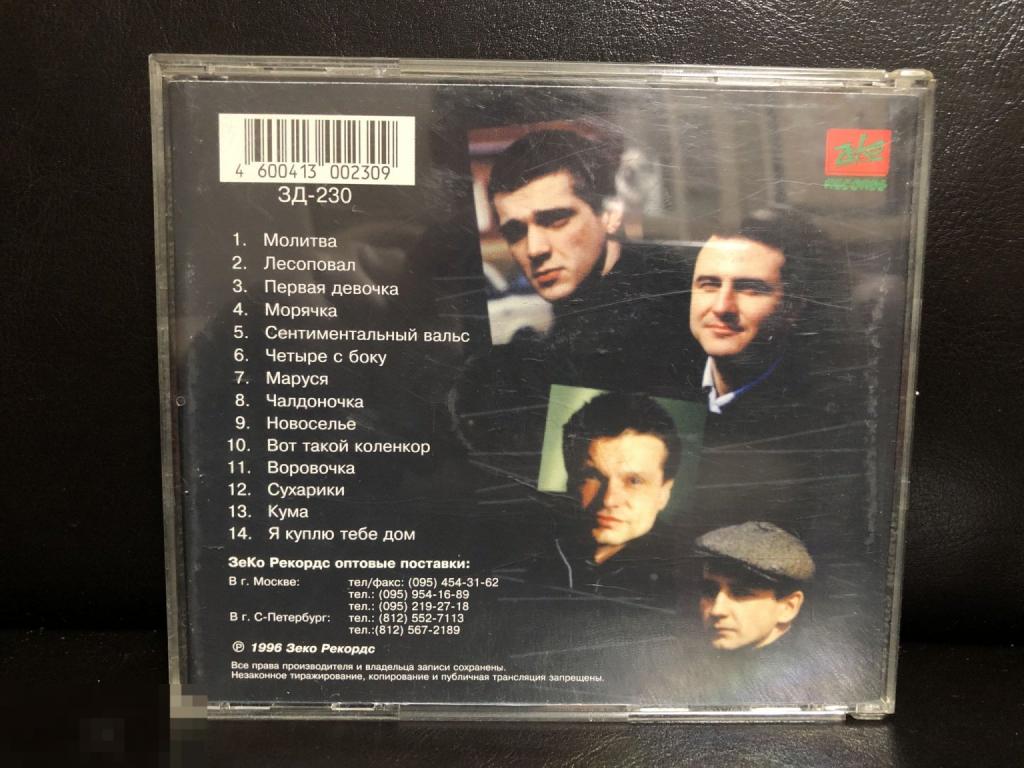 4 600413 002309
ЗД-230
Zeko
RECORDS
1. Молитва
2. Лесоповал
3. Первая девочка
4. Морячка
5. Сентиментальный вальс
6. Четыре с боку
7. Маруся
8. Чалдоночка
9. Новоселье
10. Вот такой коленкор
11. Воровочка
12. Сухарики
13. Кума
14. Я куплю тебе дом
ЗеКо Рекордс оптовые поставки:
В г. Москве: тел/факс: (095) 454-31-62
тел.: (095) 954-16-89
тел.: (095) 219-27-18
В г. С-Петербург: тел.: (812) 552-7113
тел.:(812) 567-2189
℗ 1996 Зеко Рекордс
Все права производителя и владельца записи сохранены.
Незаконное тиражирование, копирование и публичная трансляция запрещены.